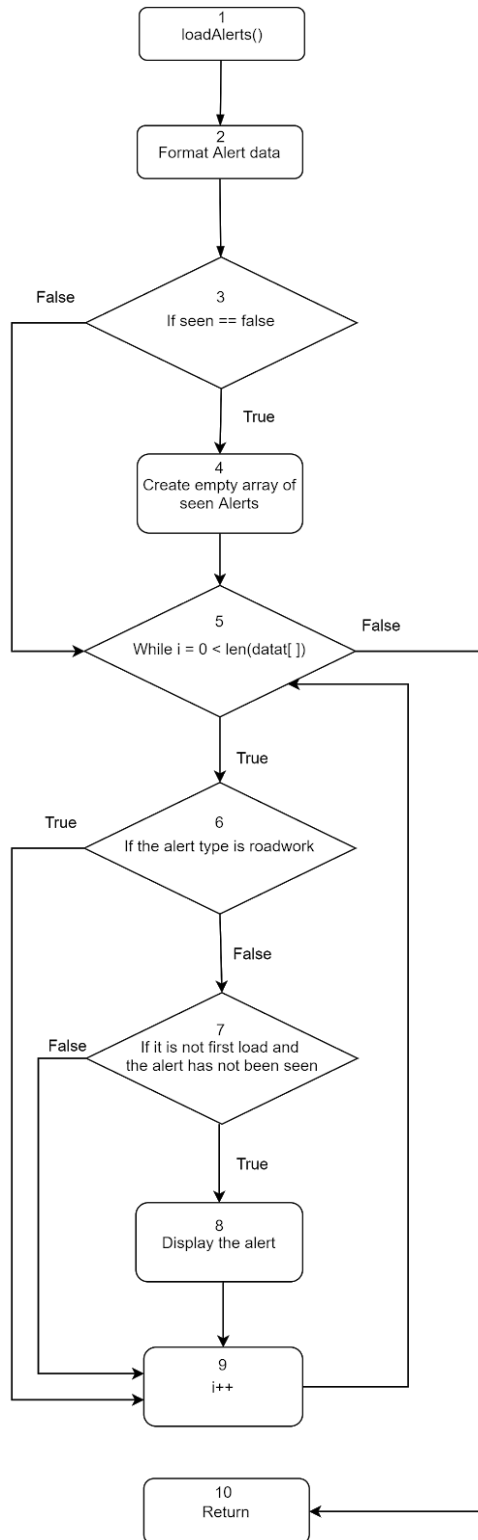 1
loadAlerts()
2
Format Alert data
False
3
If seen == false
True
4
Create empty array of
seen Alerts
5
While i = 0 < len(datat[ ])
False
True
True
6
If the alert type is roadwork
False
False
7
If it is not first load and
the alert has not been seen
True
8
Display the alert
9
i++
10
Return